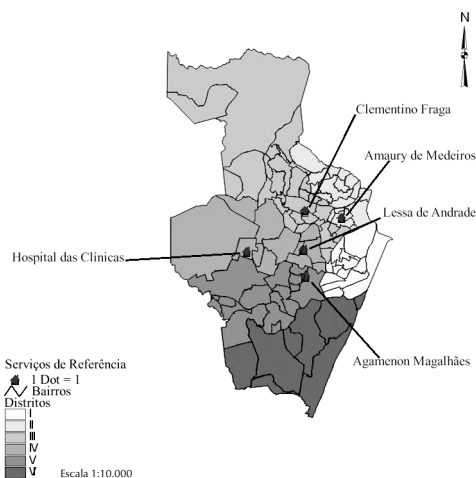 N
Clementino Fraga
Amaury de Medeiros
Lessa de Andrade
Hospital das Clínicas
Agamenon Magalhães
Serviços de Referência
1 Dot = 1
Bairros
Distritos
I
II
III
IV
V
VI
Escala 1:10.000